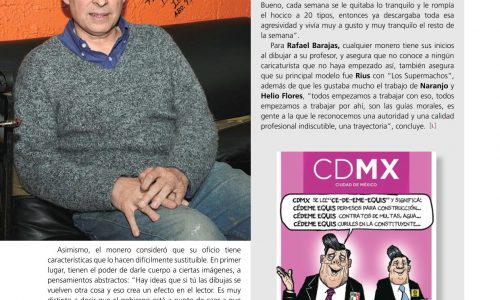 Bueno, cada semana se le quitaba lo tranquilo y le rompía
el hocico a 20 tipos, entonces ya descargaba toda esa
agresividad y vivía muy a gusto y muy tranquilo el resto de
la semana”.
Para Rafael Barajas, cualquier monero tiene sus inicios
al dibujar a su profesor, y asegura que no conoce a ningún
caricaturista que no haya empezado así, también asegura
que su principal modelo fue Rius con “Los Supermachos”,
además de que les gustaba mucho el trabajo de Naranjo y
Helio Flores, “todos empezamos a trabajar con eso, todos
empezamos a trabajar por ahí, son las guías morales, es
gente a la que le reconocemos una autoridad y una calidad
profesional indiscutible, una trayectoria”, concluye.
CDMX
CIUDAD DE MÉXICO
CDMX SE LEE “CE-DE-EME-EQUIS” Y SIGNIFICA:
CÉDEME EQUIS PERMISOS PARA CONSTRUCCIÓN...
CÉDEME EQUIS CONTRATOS DE MULTAS, AGUA...
CÉDEME EQUIS CURULES EN LA CONSTITUYENTE...
Asimismo, el monero consideró que su oficio tiene
características que lo hacen difícilmente sustituible. En primer
lugar, tienen el poder de darle cuerpo a ciertas imágenes, a
pensamientos abstractos: “Hay ideas que si tú las dibujas se
vuelven otra cosa y eso crea un efecto en el lector. Es muy